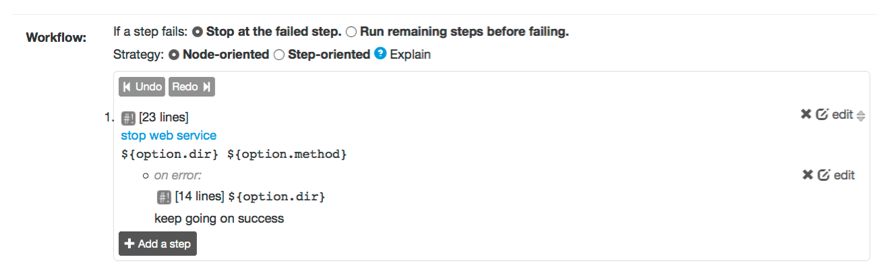 Workflow:
If a step fails: Stop at the failed step. Run remaining steps before failing.
Strategy: Node-oriented Step-oriented ? Explain
Undo Redo
1. #! [23 lines] edit
stop web service
${option.dir} ${option.method}
on error: edit
#! [14 lines] ${option.dir}
keep going on success
+ Add a step